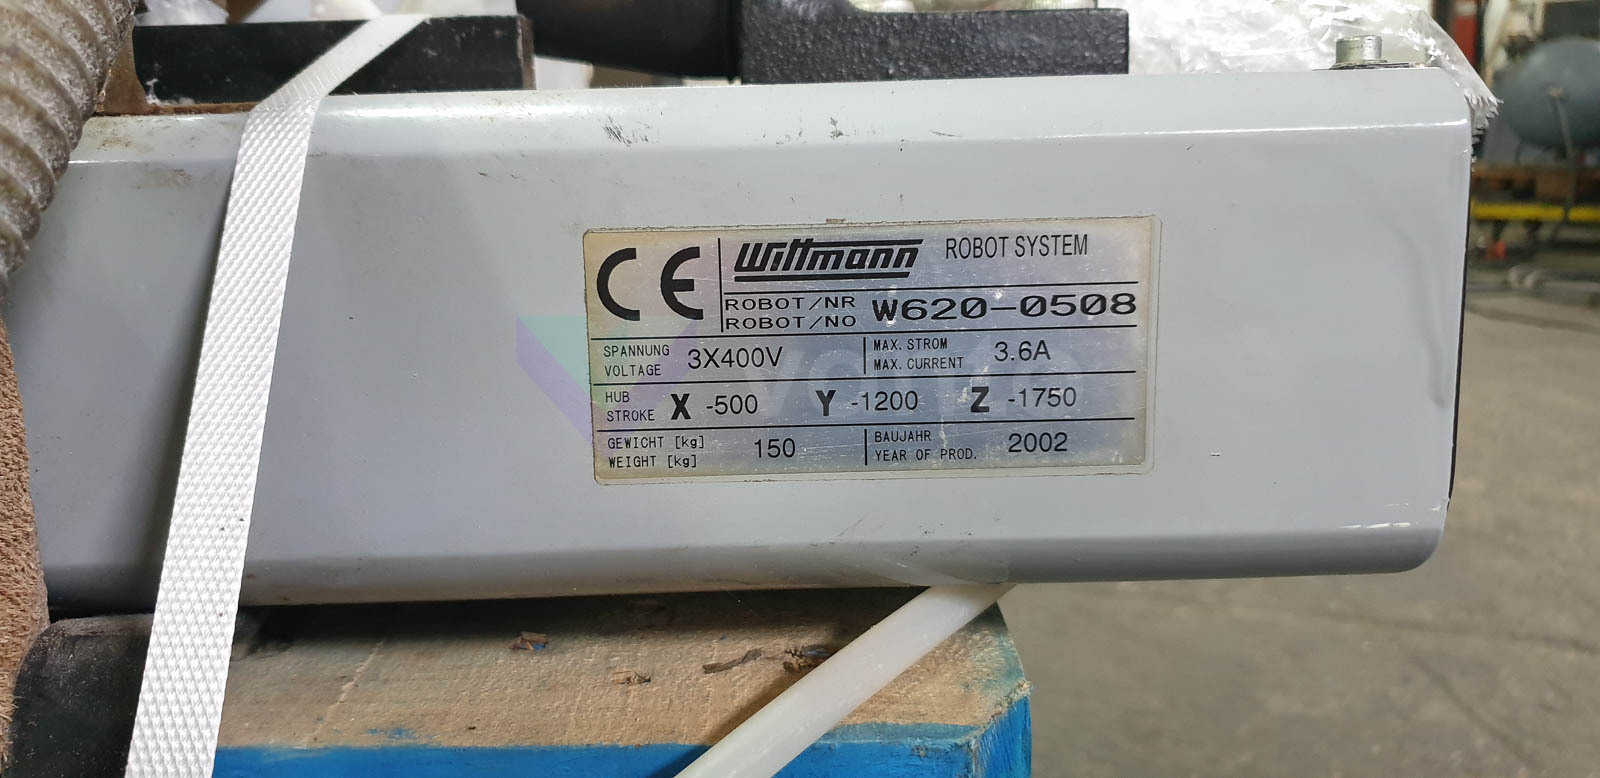 CE Wittmann ROBOT SYSTEM
ROBOT/NR
ROBOT/NO W620-0508
SPANNUNG
VOLTAGE 3X400V
MAX. STROM
MAX. CURRENT 3.6A
HUB
STROKE X -500 Y -1200 Z -1750
GEWICHT [kg]
WEIGHT [kg] 150
BAUJAHR
YEAR OF PROD. 2002